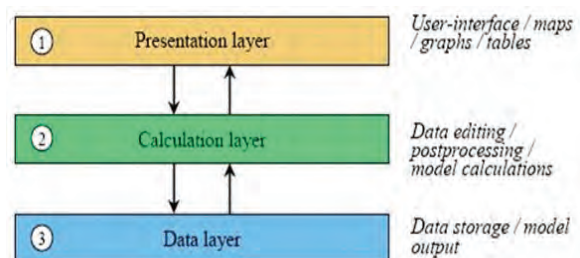 1 Presentation layer
User-interface / maps
/ graphs / tables
2 Calculation layer
Data editing /
postprocessing /
model calculations
3 Data layer
Data storage / model
output